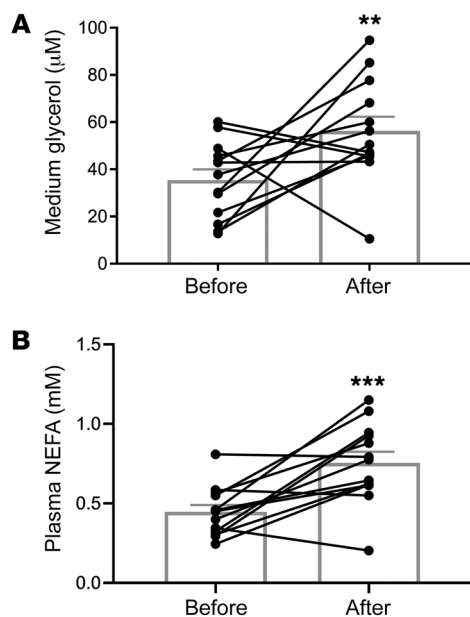 A
**
100
80
60
40
20
0
Medium glycerol (μM)
Before After
B
***
1.5
1.0
0.5
0.0
Plasma NEFA (mM)
Before After